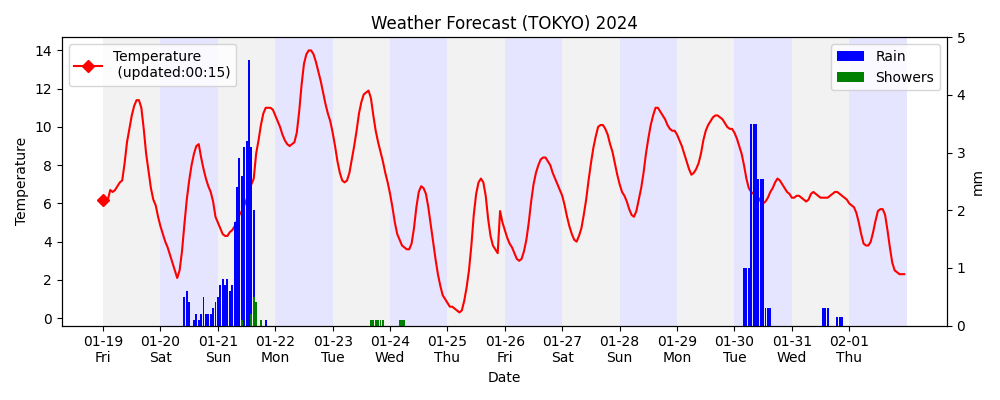 Weather Forecast (TOKYO) 2024
Temperature
(updated:00:15)
Rain
Showers
14
12
10
8
6
4
2
0
Temperature
5
4
3
2
1
0
mm
01-19 01-20 01-21 01-22 01-23 01-24 01-25 01-26 01-27 01-28 01-29 01-30 01-31 02-01
Fri Sat Sun Mon Tue Wed Thu Fri Sat Sun Mon Tue Wed Thu
Date